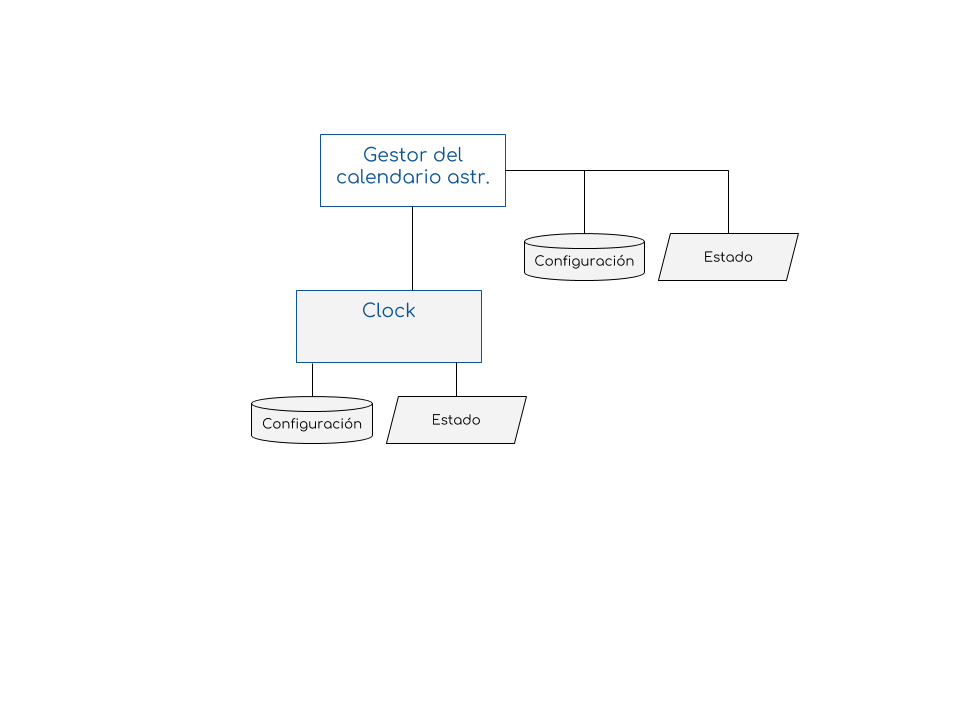 Gestor del
calendario astr.
Configuración
Estado
Clock
Configuración
Estado